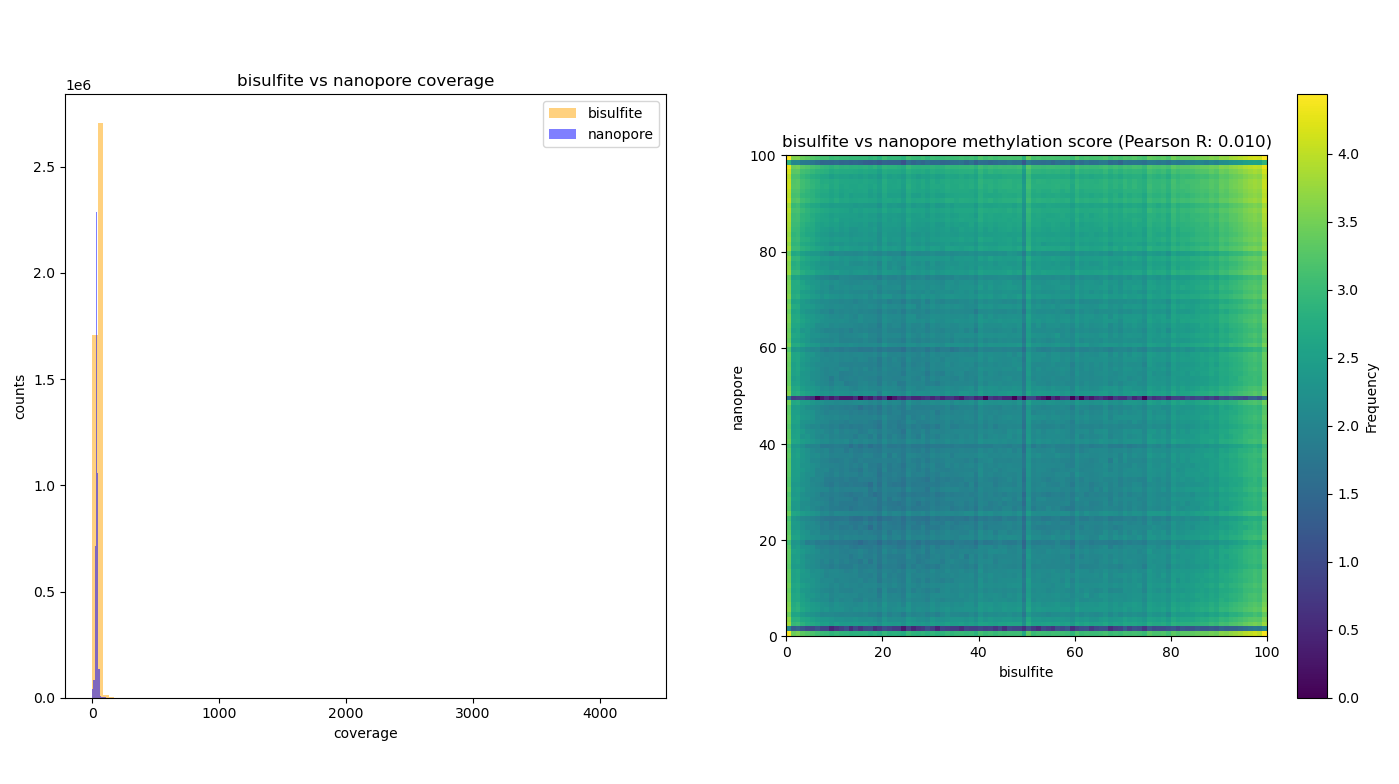 bisulfite vs nanopore coverage
1e6
bisulfite
nanopore
2.5
2.0
1.5
1.0
0.5
0.0
counts
0 1000 2000 3000 4000
coverage
bisulfite vs nanopore methylation score (Pearson R: 0.010)
100
80
60
40
20
0
nanopore
0 20 40 60 80 100
bisulfite
4.0
3.5
3.0
2.5
2.0
1.5
1.0
0.5
0.0
Frequency